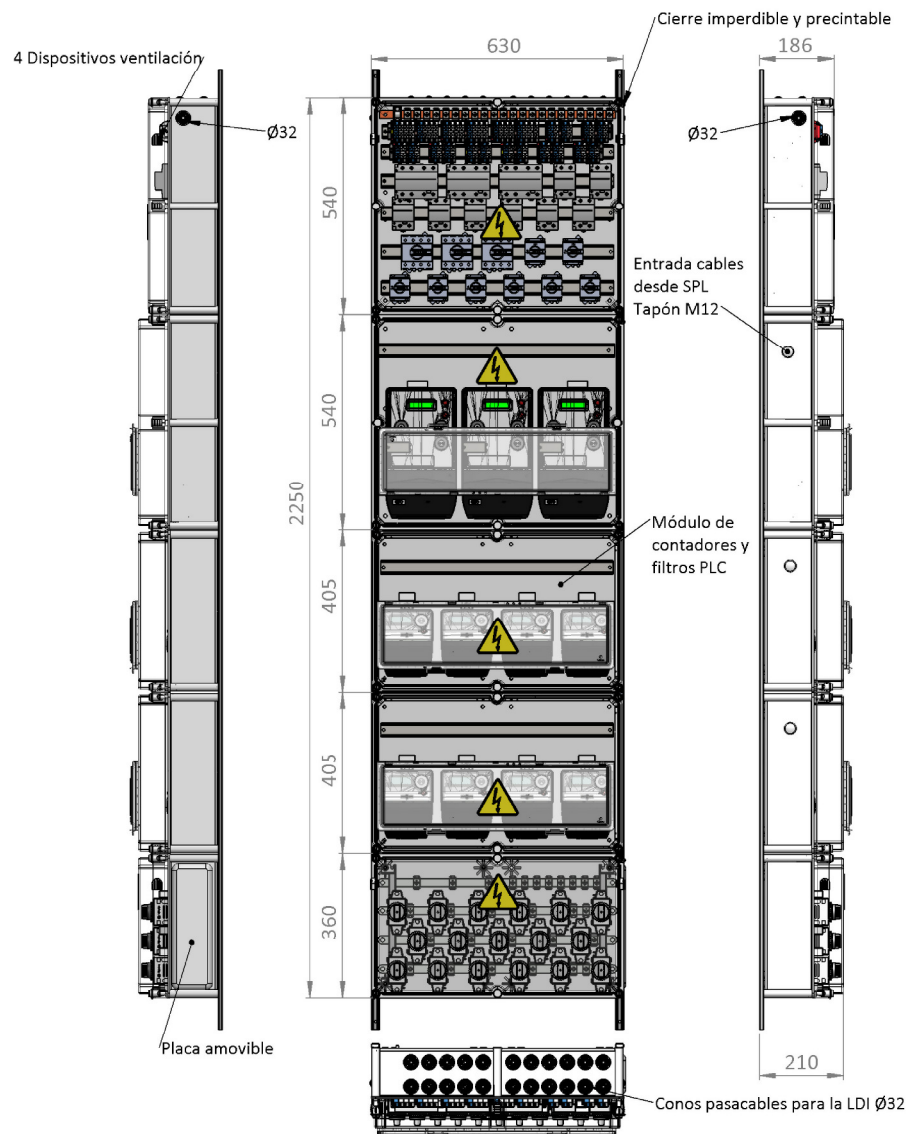 Cierre imperdible y precintable
630
186
4 Dispositivos ventilación
Ø32
Ø32
540
Entrada cables
desde SPL
Tapón M12
540
2250
Módulo de
contadores y
filtros PLC
405
405
360
Placa amovible
210
Conos pasacables para la LDI Ø32